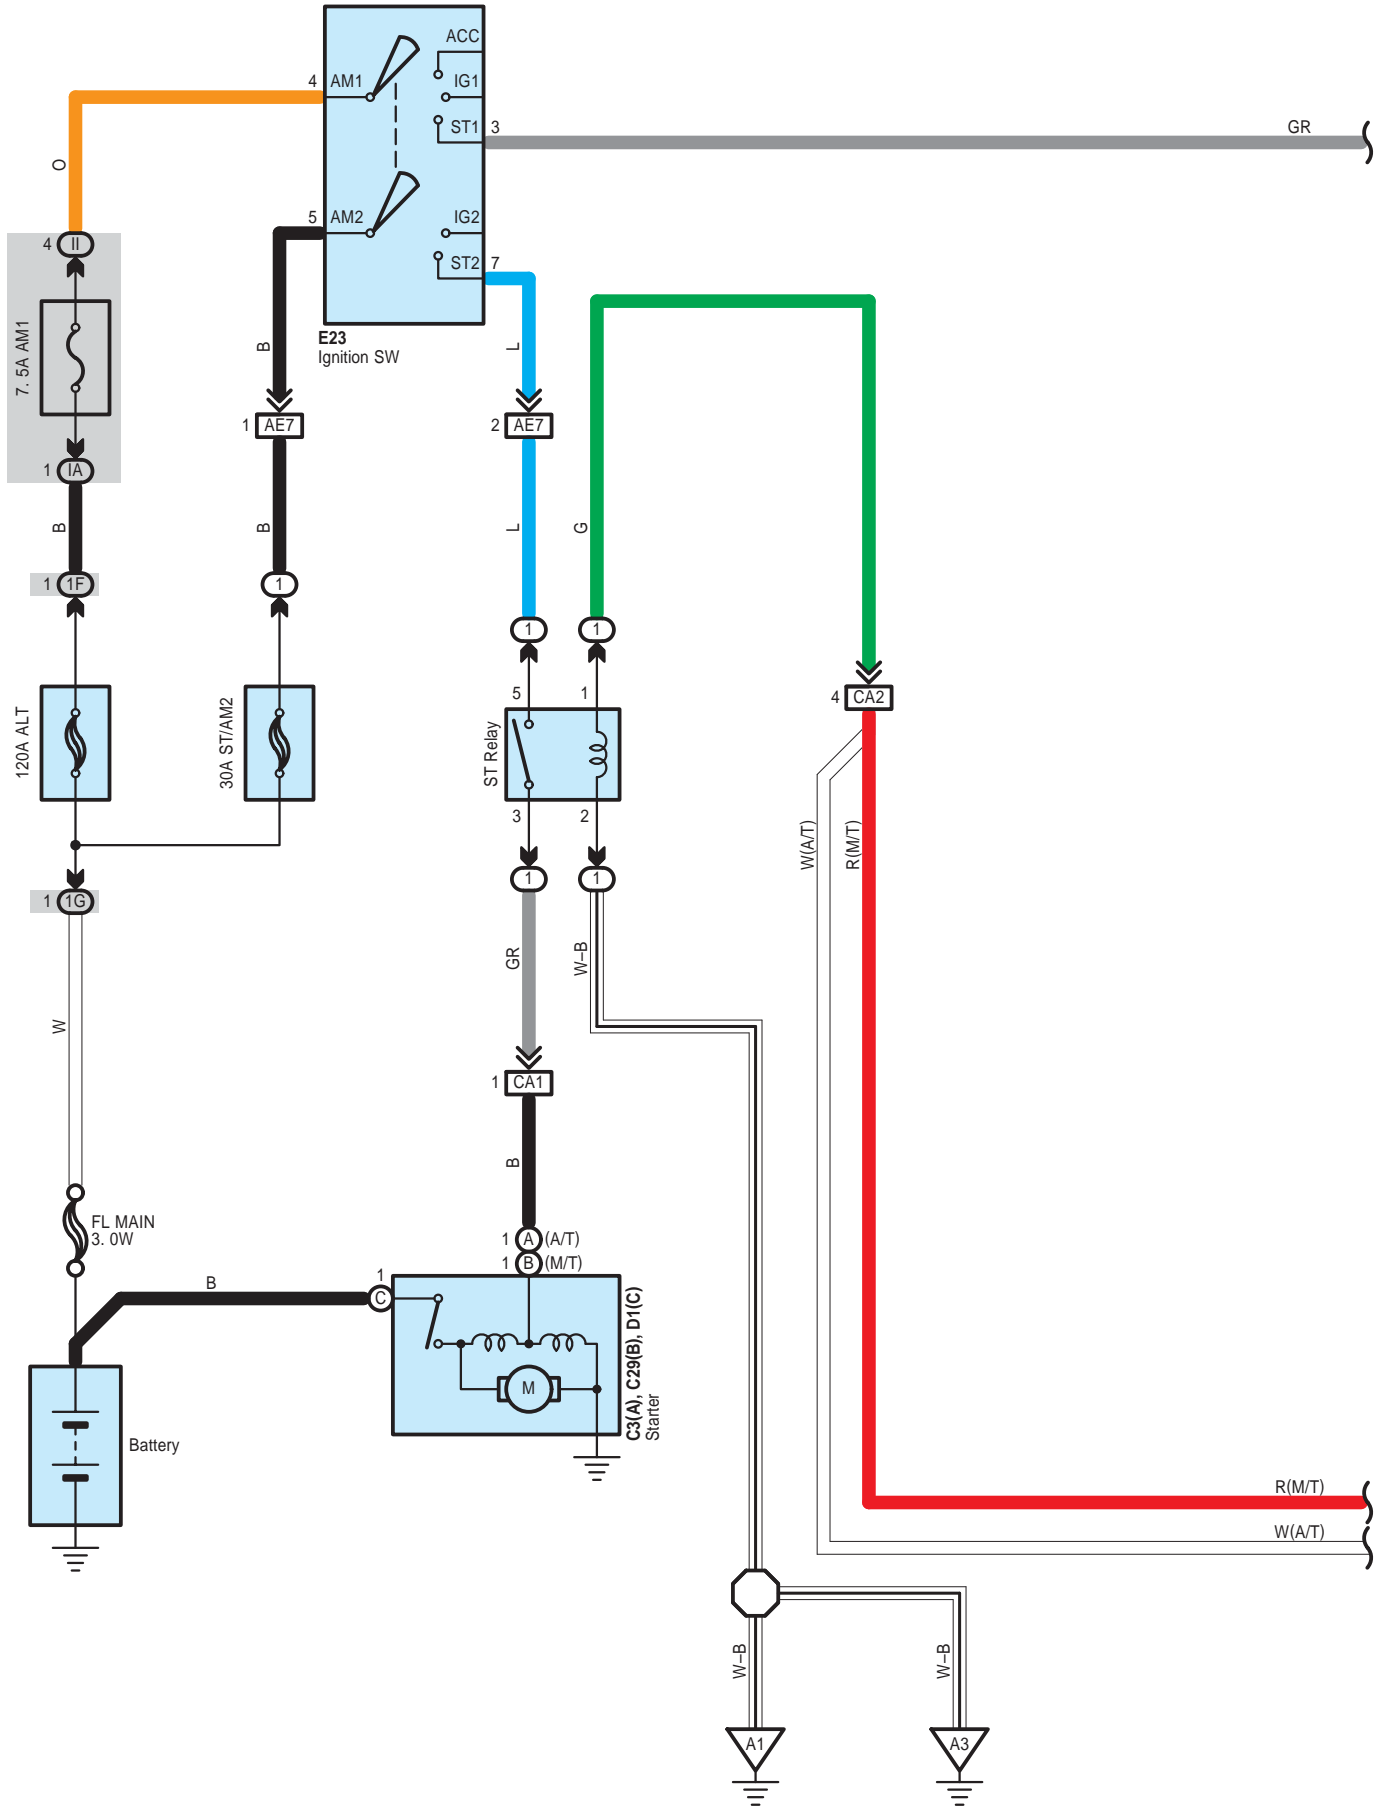 ACC
4 AM1
IG1
ST1 3
GR
O
5 AM2
IG2
ST2 7
4 II
E23
Ignition SW
7. 5A AM1
B
L
1 AE7
2 AE7
1 IA
B
B
L
G
1 1F
1
1
1
5
1
4 CA2
120A ALT
30A ST/AM2
ST Relay
3
2
W(A/T)
R(M/T)
1 1G
1
1
GR
W–B
W
1 CA1
B
FL MAIN
3. 0W
1 A (A/T)
1 B (M/T)
B
1
C
M
C3(A), C29(B), D1(C)
Starter
Battery
R(M/T)
W(A/T)
W–B
W–B
A1
A3